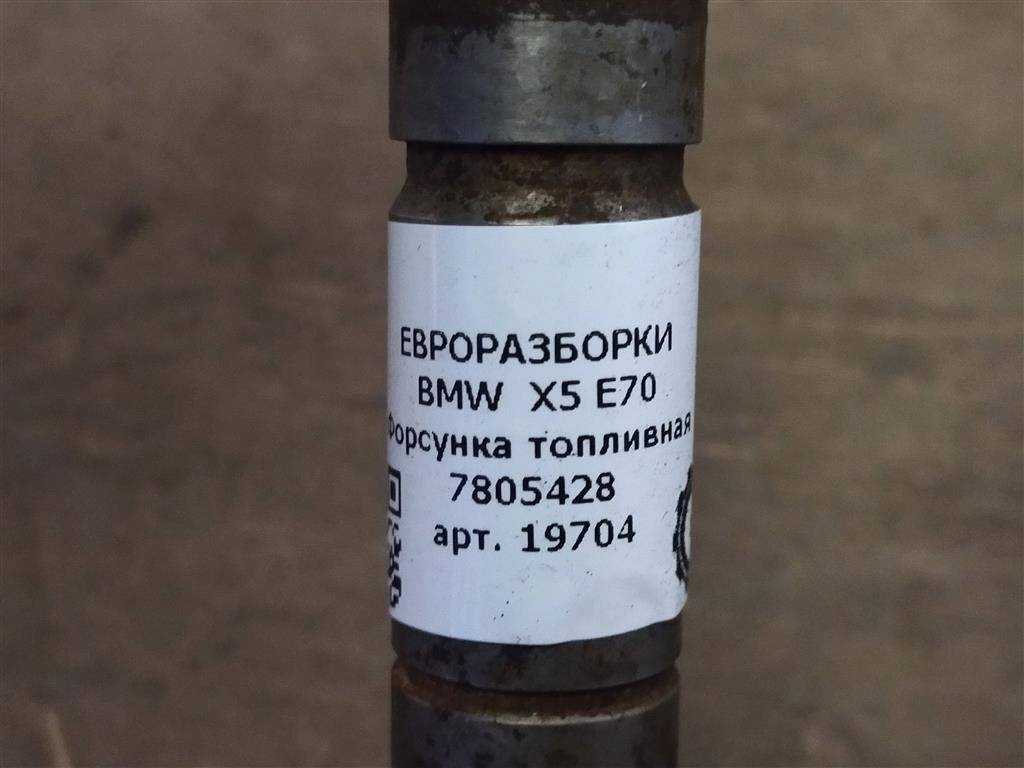 ЕВРОРАЗБОРКИ
BMW X5 E70
Форсунка топливная
7805428
арт. 19704